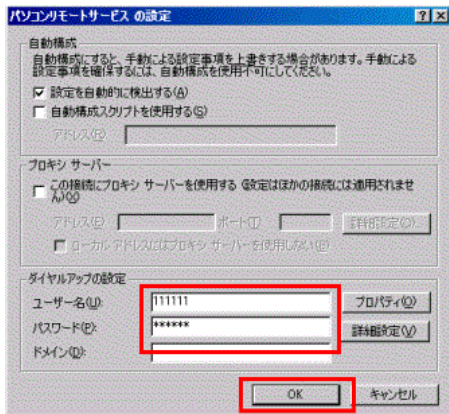 パソコンリモートサービス の設定
自動構成
自動構成にすると、手動による設定事項を上書きする場合があります。手動による
設定事項を確保するには、自動構成を使用不可にしてください。
設定を自動的に検出する(A)
自動構成スクリプトを使用する(S)
アドレス(R)
プロキシ サーバー
この接続にプロキシ サーバーを使用する (設定はほかの接続には適用されませ
ん)(X)
アドレス(E) ポート(T) 詳細設定(O)...
ローカル アドレスにはプロキシ サーバーを使用しない(B)
ダイヤルアップの設定
ユーザー名(U): 111111 プロパティ(O)
パスワード(P): ****** 詳細設定(V)
ドメイン(D):
OK キャンセル